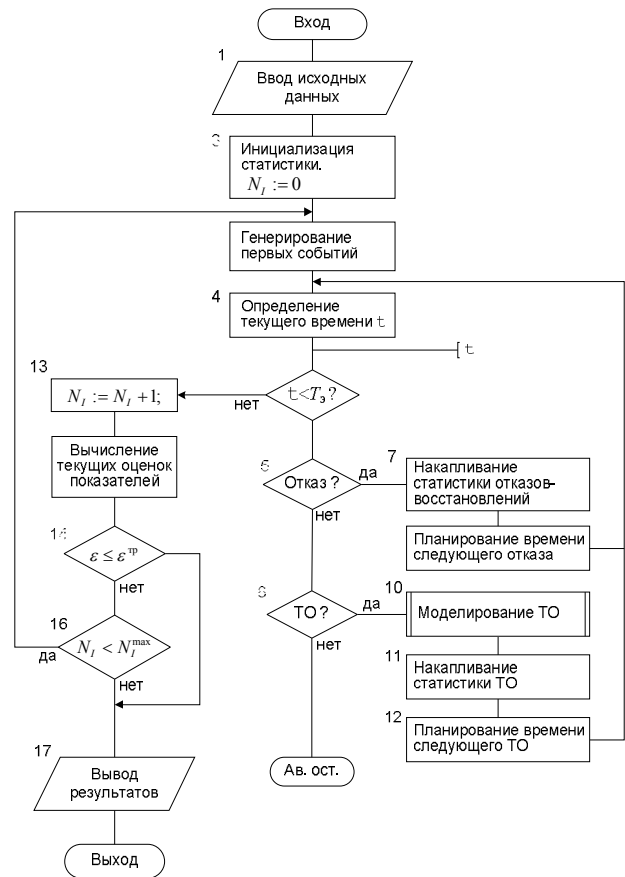 Вход
1
Ввод исходных
данных
3
Инициализация
статистики.
N_I := 0
Генерирование
первых событий
4
Определение
текущего времени t
[ t
13
N_I := N_I +1;
нет
t<T_э ?
Вычисление
текущих оценок
показателей
Отказ ?
да
нет
7
Накапливание
статистики отказов-
восстановлений
Планирование времени
следующего отказа
ε ≤ ε^тр
нет
ТО ?
да
нет
10
Моделирование ТО
16
N_I < N_I^max
да
нет
11
Накапливание
статистики ТО
12
Планирование времени
следующего ТО
17
Вывод
результатов
Ав. ост.
Выход